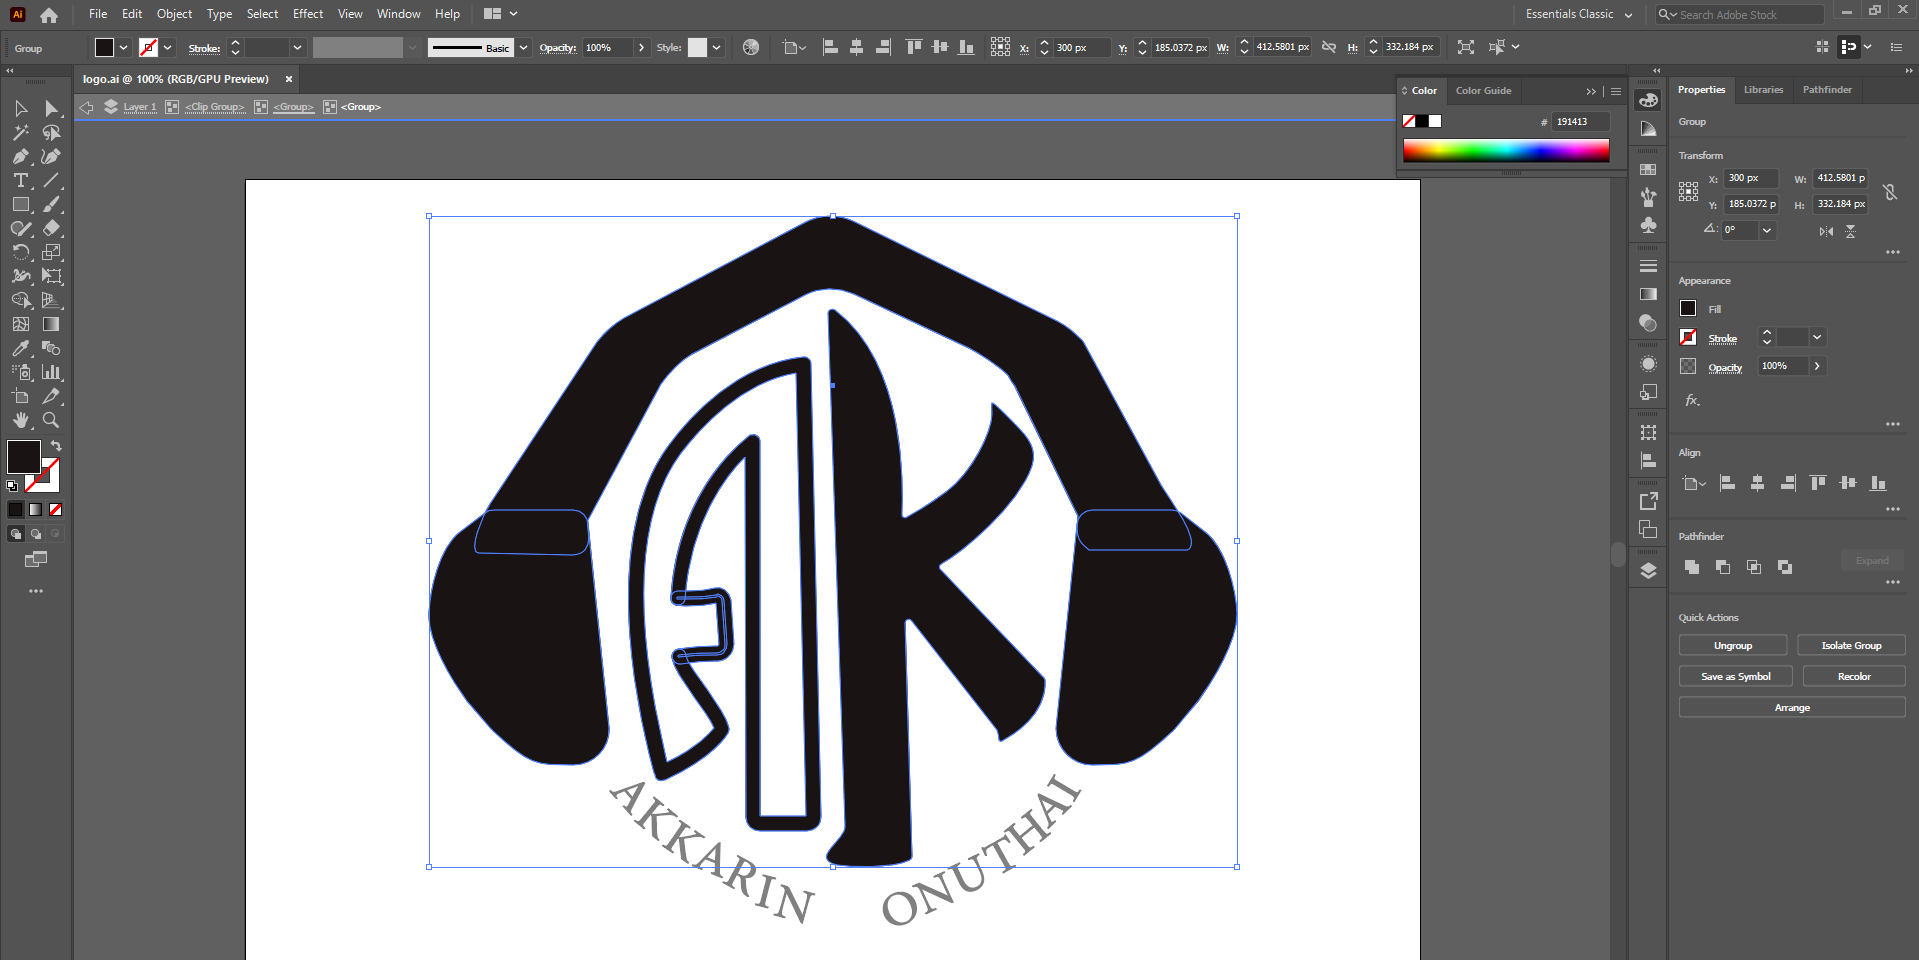 Ai File Edit Object Type Select Effect View Window Help Essentials Classic Search Adobe Stock
Group Stroke: Basic Opacity: 100% Style: X: 300 px Y: 185.0372 px W: 412.5801 px H: 332.184 px
logo.ai @ 100% (RGB/GPU Preview) ×
Layer 1 <Clip Group> <Group> <Group>
Color Color Guide
# 191413
Properties Libraries Pathfinder
Group
Transform
X: 300 px W: 412.5801 p
Y: 185.0372 p H: 332.184 px
0°
Appearance
Fill
Stroke
Opacity 100%
fx.
Align
Pathfinder
Expand
Quick Actions
Ungroup Isolate Group
Save as Symbol Recolor
Arrange
AK
AKKARIN ONUTHAI